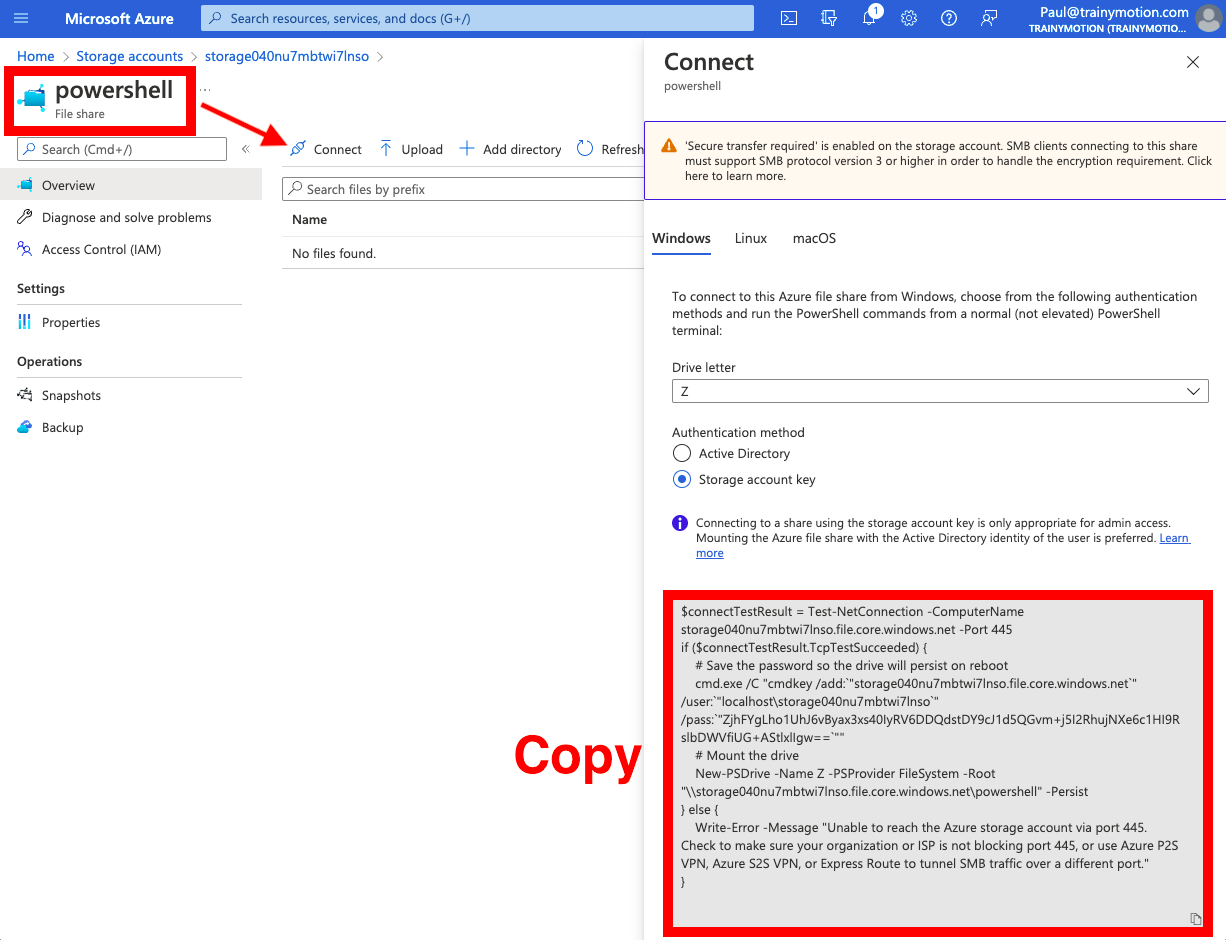 Microsoft Azure
Search resources, services, and docs (G+/)
1
Paul@trainymotion.com
TRAINYMOTION (TRAINYMOTIO...
Home > Storage accounts > storage040nu7mbtwi7lnso >
powershell ...
File share
Search (Cmd+/) «
Overview
Diagnose and solve problems
Access Control (IAM)
Settings
Properties
Operations
Snapshots
Backup
Connect Upload Add directory Refresh
Search files by prefix
Name
No files found.
Copy
Connect
powershell
'Secure transfer required' is enabled on the storage account. SMB clients connecting to this share
must support SMB protocol version 3 or higher in order to handle the encryption requirement. Click
here to learn more.
Windows Linux macOS
To connect to this Azure file share from Windows, choose from the following authentication
methods and run the PowerShell commands from a normal (not elevated) PowerShell
terminal:
Drive letter
Z
Authentication method
Active Directory
Storage account key
Connecting to a share using the storage account key is only appropriate for admin access.
Mounting the Azure file share with the Active Directory identity of the user is preferred. Learn
more
$connectTestResult = Test-NetConnection -ComputerName
storage040nu7mbtwi7lnso.file.core.windows.net -Port 445
if ($connectTestResult.TcpTestSucceeded) {
# Save the password so the drive will persist on reboot
cmd.exe /C "cmdkey /add:`"storage040nu7mbtwi7lnso.file.core.windows.net`"
/user:`"localhost\storage040nu7mbtwi7lnso`"
/pass:`"ZjhFYgLho1UhJ6vByax3xs40IyRV6DDQdstDY9cJ1d5QGvm+j5I2RhujNXe6c1HI9R
slbDWVfiUG+AStlxlIgw==`""
# Mount the drive
New-PSDrive -Name Z -PSProvider FileSystem -Root
"\\storage040nu7mbtwi7lnso.file.core.windows.net\powershell" -Persist
} else {
Write-Error -Message "Unable to reach the Azure storage account via port 445.
Check to make sure your organization or ISP is not blocking port 445, or use Azure P2S
VPN, Azure S2S VPN, or Express Route to tunnel SMB traffic over a different port."
}